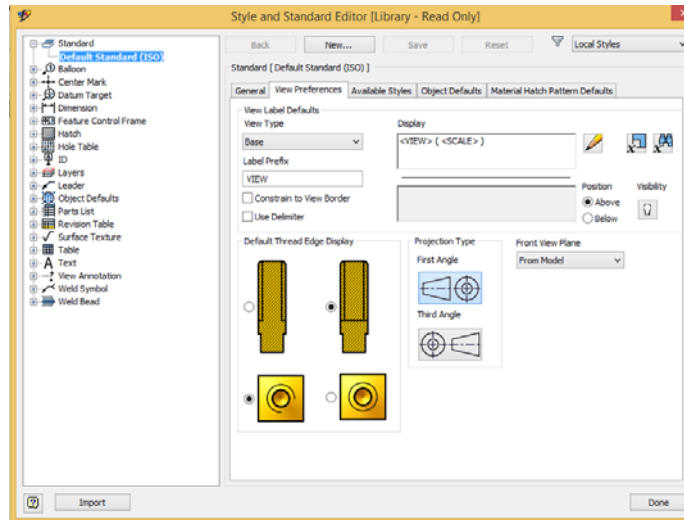 Style and Standard Editor [Library - Read Only]
Standard
Default Standard (ISO)
Balloon
Center Mark
Datum Target
Dimension
Feature Control Frame
Hatch
Hole Table
ID
Layers
Leader
Object Defaults
Parts List
Revision Table
Surface Texture
Table
Text
View Annotation
Weld Symbol
Weld Bead
Back New... Save Reset Local Styles
Standard [ Default Standard (ISO) ]
General View Preferences Available Styles Object Defaults Material Hatch Pattern Defaults
View Label Defaults
View Type Display
Base <VIEW> ( <SCALE> )
Label Prefix
VIEW
Constrain to View Border
Use Delimiter
Position Visibility
Above
Below
Default Thread Edge Display Projection Type Front View Plane
First Angle From Model
Third Angle
Import Done